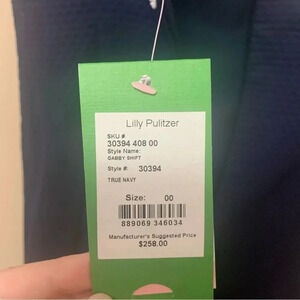 Lilly Pulitzer
SKU #
30394 408 00
Style Name:
GABBY SHIFT
Style #: 30394
TRUE NAVY
Size: 00
889069 346034
Manufacturer's Suggested Price
$258.00